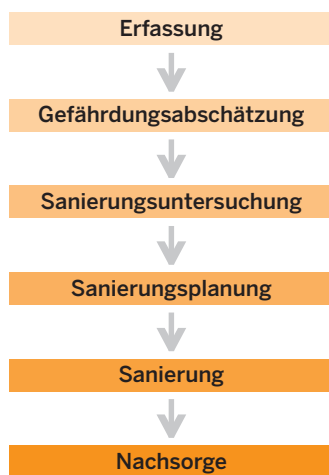 Erfassung
Gefährdungsabschätzung
Sanierungsuntersuchung
Sanierungsplanung
Sanierung
Nachsorge